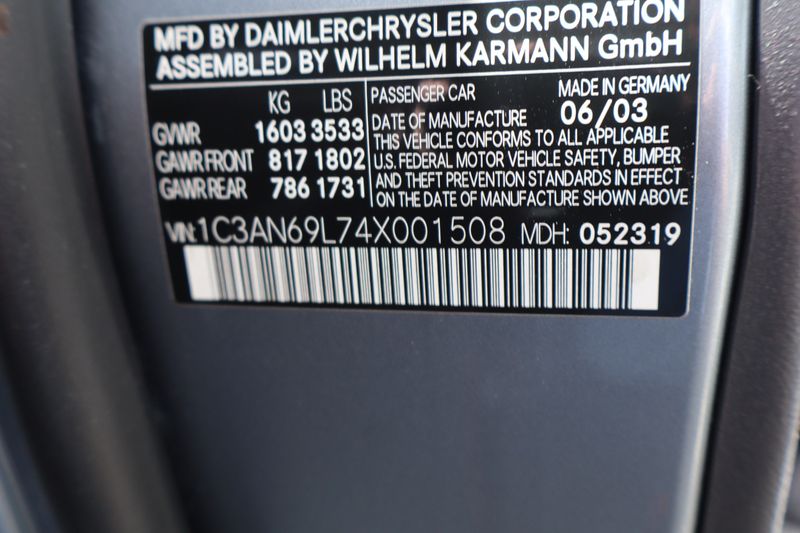 MFD BY DAIMLERCHRYSLER CORPORATION
ASSEMBLED BY WILHELM KARMANN GmbH
KG LBS
GVWR 1603 3533
GAWR FRONT 817 1802
GAWR REAR 786 1731
PASSENGER CAR MADE IN GERMANY
DATE OF MANUFACTURE 06/03
THIS VEHICLE CONFORMS TO ALL APPLICABLE
U.S. FEDERAL MOTOR VEHICLE SAFETY, BUMPER
AND THEFT PREVENTION STANDARDS IN EFFECT
ON THE DATE OF MANUFACTURE SHOWN ABOVE
VIN: 1C3AN69L74X001508 MDH: 052319